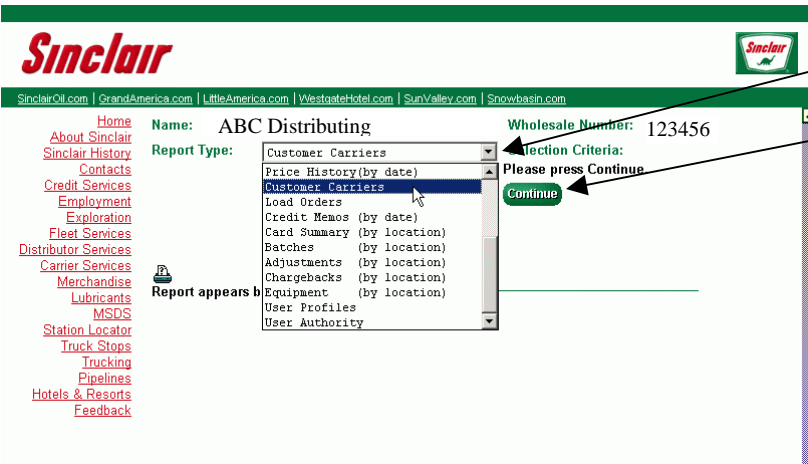 Sinclair
Sinclair
SinclairOil.com | GrandAmerica.com | LittleAmerica.com | WestgateHotel.com | SunValley.com | Snowbasin.com
Home
About Sinclair
Sinclair History
Contacts
Credit Services
Employment
Exploration
Fleet Services
Distributor Services
Carrier Services
Merchandise
Lubricants
MSDS
Station Locator
Truck Stops
Trucking
Pipelines
Hotels & Resorts
Feedback
Name: ABC Distributing Wholesale Number: 123456
Report Type: Customer Carriers Selection Criteria:
Please press Continue
Continue
Price History(by date)
Customer Carriers
Load Orders
Credit Memos (by date)
Card Summary (by location)
Batches (by location)
Adjustments (by location)
Chargebacks (by location)
Equipment (by location)
User Profiles
User Authority
Report appears b